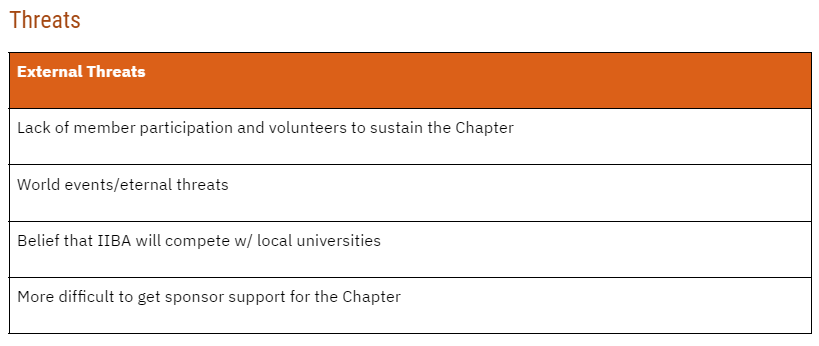 Threats
External Threats
Lack of member participation and volunteers to sustain the Chapter
World events/eternal threats
Belief that IIBA will compete w/ local universities
More difficult to get sponsor support for the Chapter